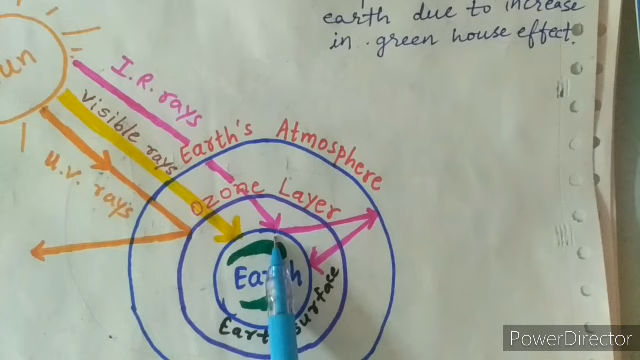 earth due to increase
in green house effect.
Sun
I.R. rays
visible rays
U.V. rays
Earth's Atmosphere
Ozone Layer
Earth
Earth surface
PowerDirector